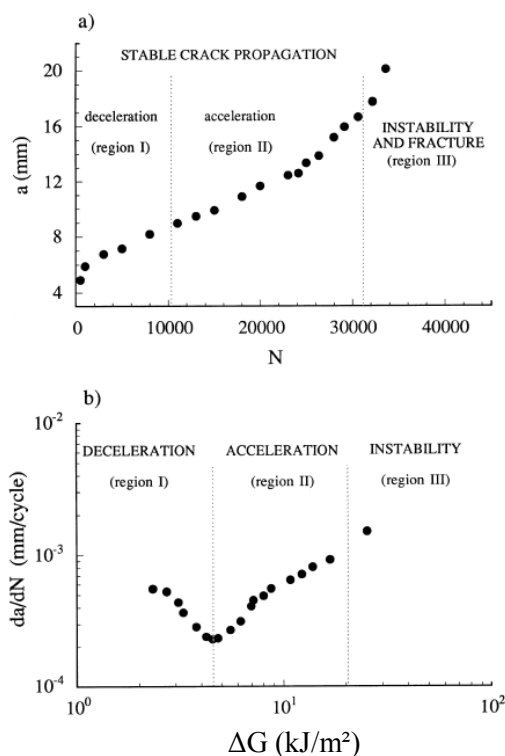 a)
STABLE CRACK PROPAGATION
20
16
12
8
4
a (mm)
deceleration
(region I)
acceleration
(region II)
INSTABILITY
AND FRACTURE
(region III)
0 10000 20000 30000 40000
N
b)
10⁻²
10⁻³
10⁻⁴
da/dN (mm/cycle)
DECELERATION
(region I)
ACCELERATION
(region II)
INSTABILITY
(region III)
10⁰ 10¹ 10²
ΔG (kJ/m²)